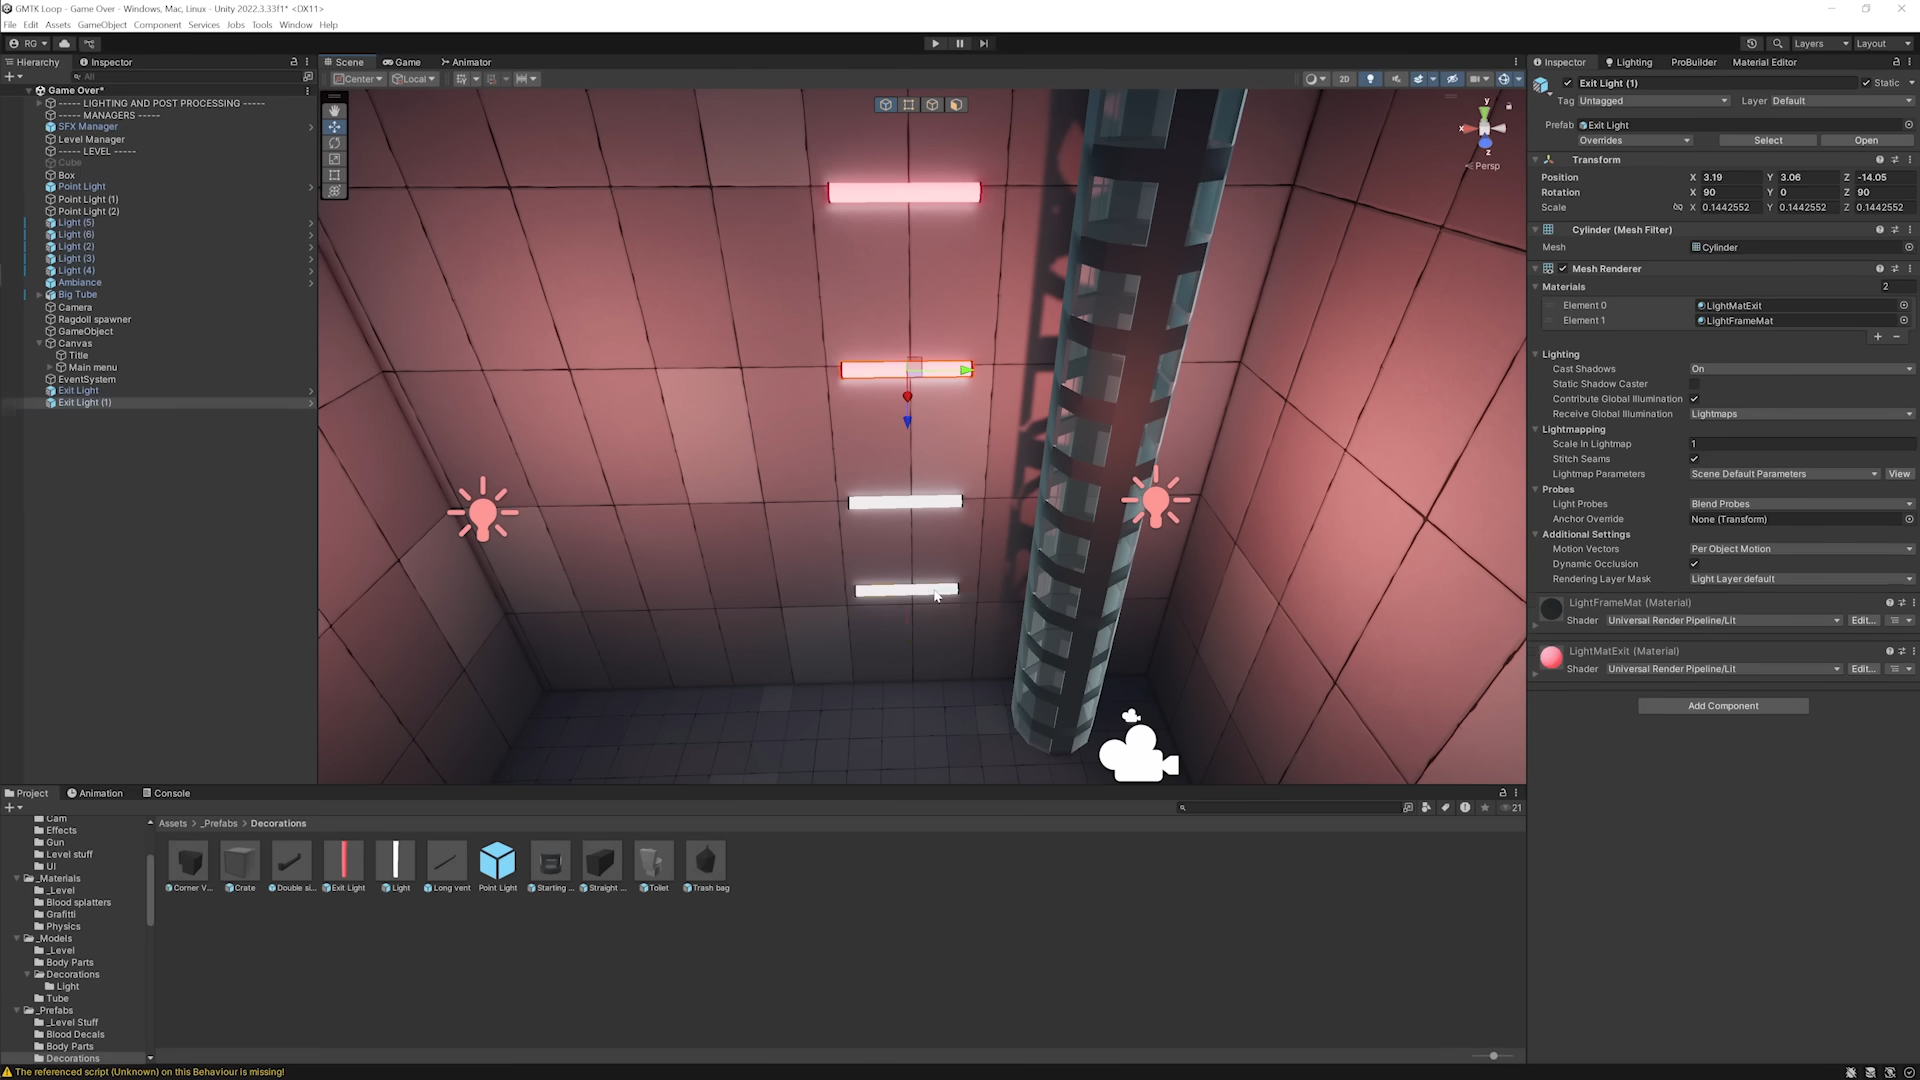 GMTK Loop - Game Over - Windows, Mac, Linux - Unity 2022.3.33f1* <DX11>
File Edit Assets GameObject Component Services Jobs Tools Window Help
RG Layers Layout
Hierarchy Inspector Scene Game Animator Inspector Lighting ProBuilder Material Editor
All Center Local 2D
Game Over*
----- LIGHTING AND POST PROCESSING -----
----- MANAGERS -----
SFX Manager
Level Manager
----- LEVEL -----
Cube
Box
Point Light
Point Light (1)
Point Light (2)
Light (5)
Light (6)
Light (2)
Light (3)
Light (4)
Ambiance
Big Tube
Camera
Ragdoll spawner
GameObject
Canvas
Title
Main menu
EventSystem
Exit Light
Exit Light (1)
y
x
z
Persp
Exit Light (1) Static
Tag Untagged Layer Default
Prefab Exit Light
Overrides Select Open
Transform
Position X 3.19 Y 3.06 Z -14.05
Rotation X 90 Y 0 Z 90
Scale X 0.1442552 Y 0.1442552 Z 0.1442552
Cylinder (Mesh Filter)
Mesh Cylinder
Mesh Renderer
Materials 2
Element 0 LightMatExit
Element 1 LightFrameMat
+ -
Lighting
Cast Shadows On
Static Shadow Caster
Contribute Global Illumination
Receive Global Illumination Lightmaps
Lightmapping
Scale In Lightmap 1
Stitch Seams
Lightmap Parameters Scene Default Parameters View
Probes
Light Probes Blend Probes
Anchor Override None (Transform)
Additional Settings
Motion Vectors Per Object Motion
Dynamic Occlusion
Rendering Layer Mask Light Layer default
LightFrameMat (Material)
Shader Universal Render Pipeline/Lit Edit...
LightMatExit (Material)
Shader Universal Render Pipeline/Lit Edit...
Add Component
Project Animation Console
21
Cam
Effects
Gun
Level stuff
UI
_Materials
_Level
Blood splatters
Grafitti
Physics
_Models
_Level
Body Parts
Decorations
Light
Tube
_Prefabs
_Level Stuff
Blood Decals
Body Parts
Decorations
Assets > _Prefabs > Decorations
Corner V... Crate Double si... Exit Light Light Long vent Point Light Starting ... Straight ... Toilet Trash bag
The referenced script (Unknown) on this Behaviour is missing!